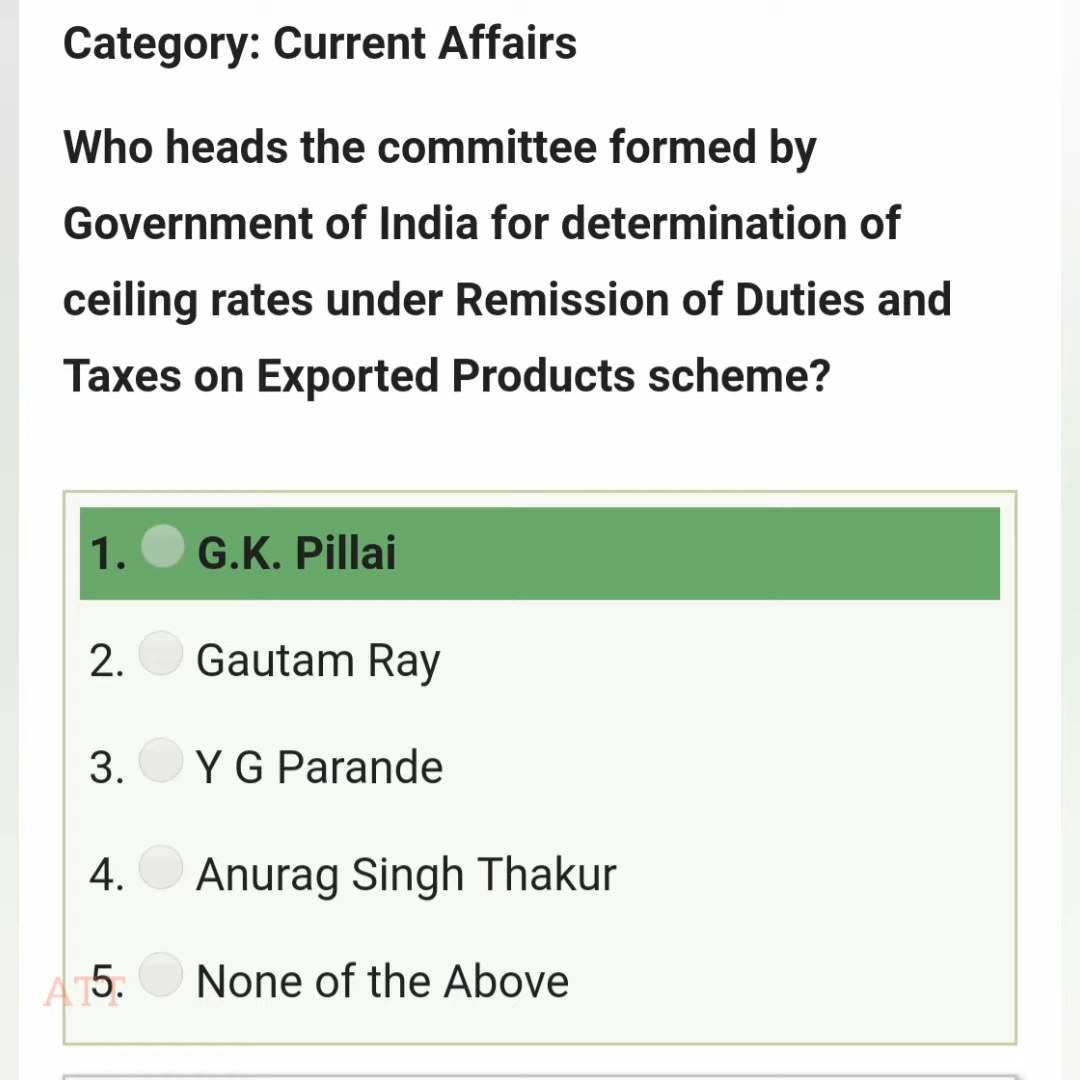 Category: Current Affairs
Who heads the committee formed by
Government of India for determination of
ceiling rates under Remission of Duties and
Taxes on Exported Products scheme?
1. G.K. Pillai
2. Gautam Ray
3. Y G Parande
4. Anurag Singh Thakur
5. None of the Above
ATT